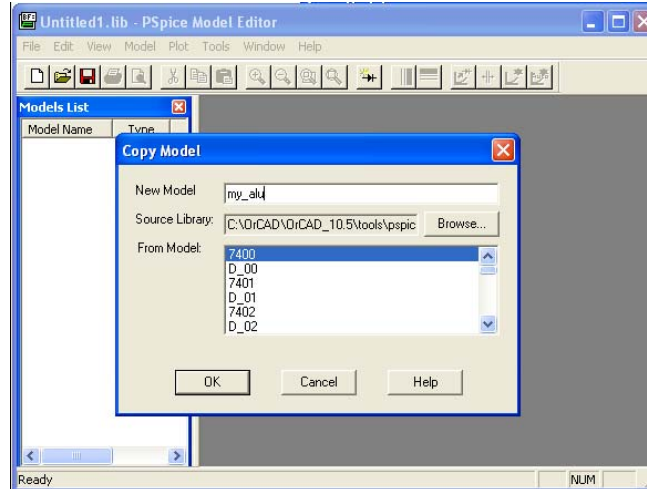 Untitled1.lib - PSpice Model Editor
File Edit View Model Plot Tools Window Help
Models List
Model Name Type
Copy Model
New Model my_alu
Source Library: C:\OrCAD\OrCAD_10.5\tools\pspic Browse...
From Model: 7400
D_00
7401
D_01
7402
D_02
OK Cancel Help
Ready NUM